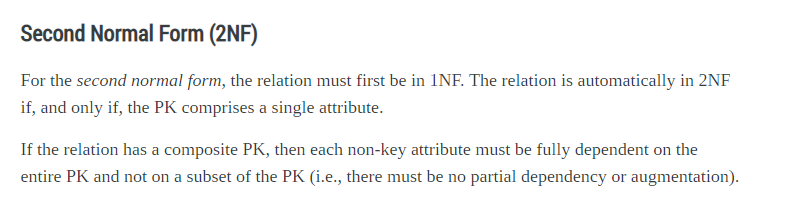 Second Normal Form (2NF)
For the second normal form, the relation must first be in 1NF. The relation is automatically in 2NF
if, and only if, the PK comprises a single attribute.
If the relation has a composite PK, then each non-key attribute must be fully dependent on the
entire PK and not on a subset of the PK (i.e., there must be no partial dependency or augmentation).